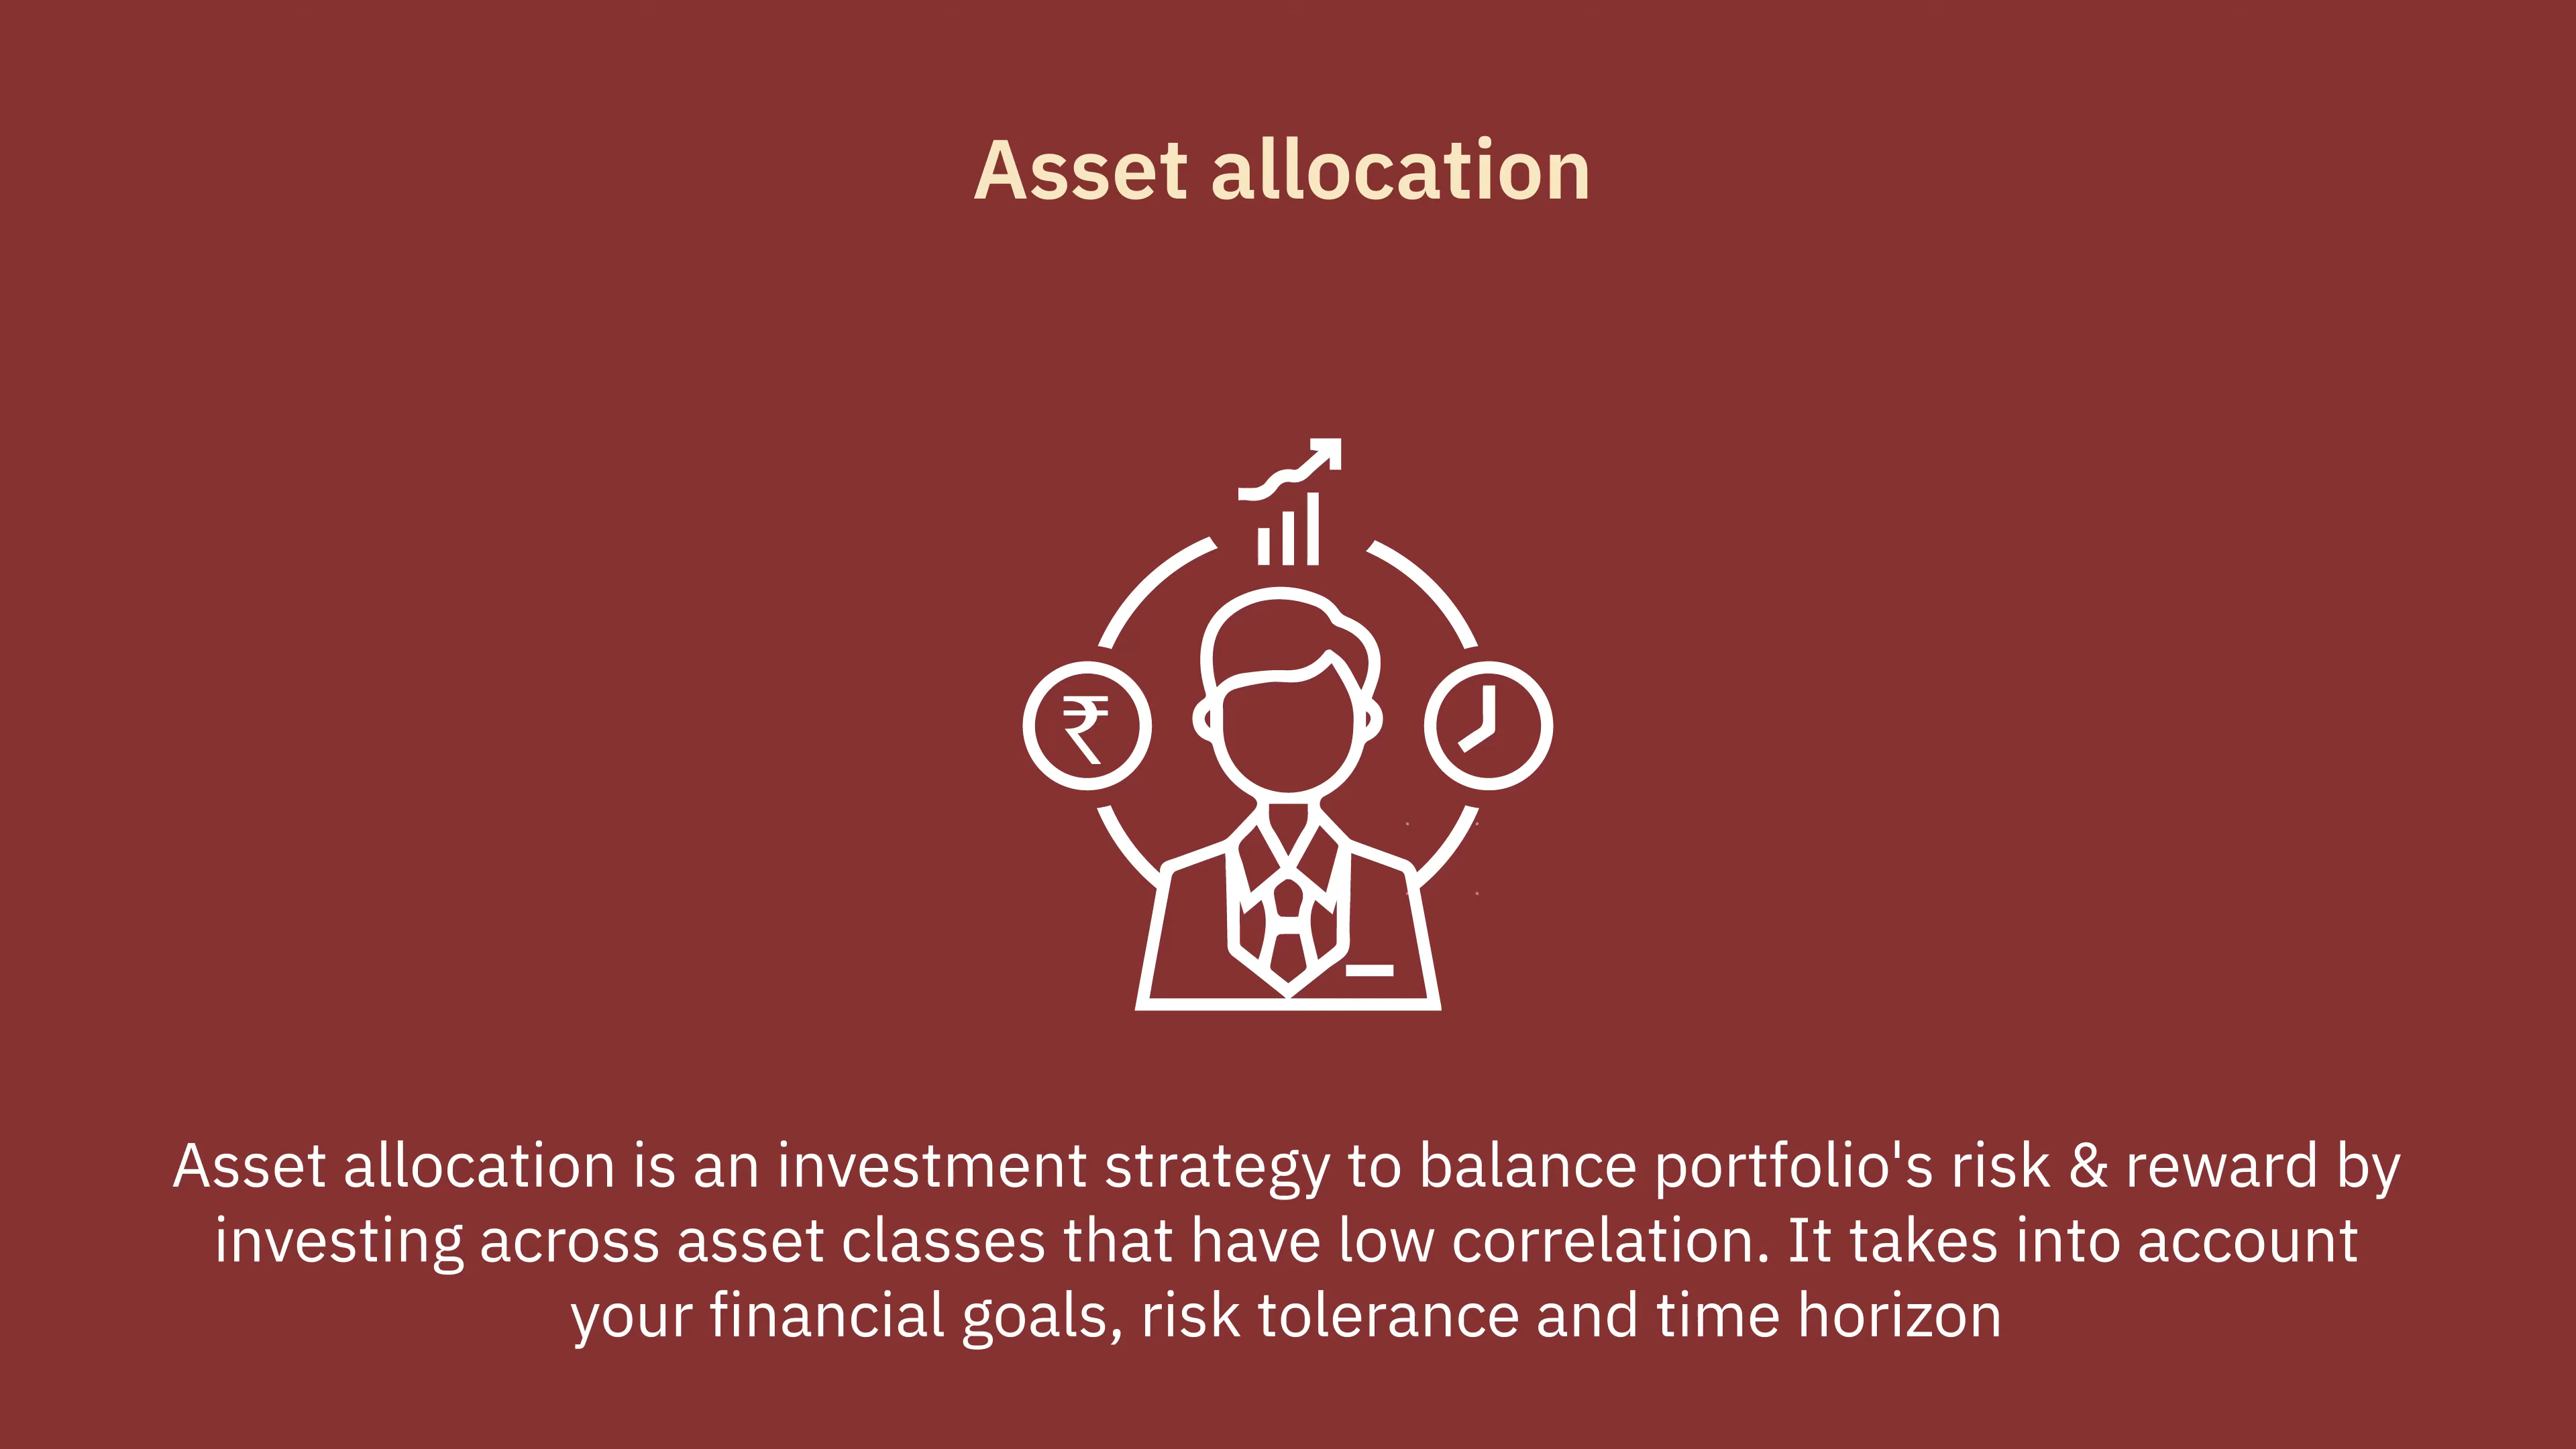 Asset allocation
₹
Asset allocation is an investment strategy to balance portfolio's risk & reward by
investing across asset classes that have low correlation. It takes into account
your financial goals, risk tolerance and time horizon